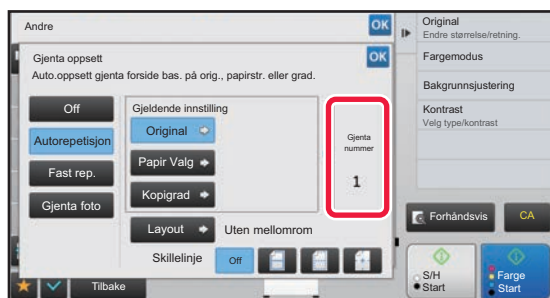 Andre
OK
Gjenta oppsett
OK
Auto.oppsett gjenta forside bas. på orig., papirstr. eller grad.
Off
Autorepetisjon
Fast rep.
Gjenta foto
Gjeldende innstilling
Original
Papir Valg
Kopigrad
Layout
Uten mellomrom
Skillelinje
Off
Gjenta
nummer
1
Tilbake
Original
Endre størrelse/retning.
Fargemodus
Bakgrunnsjustering
Kontrast
Velg type/kontrast
Forhåndsvis
CA
S/H
Start
Farge
Start